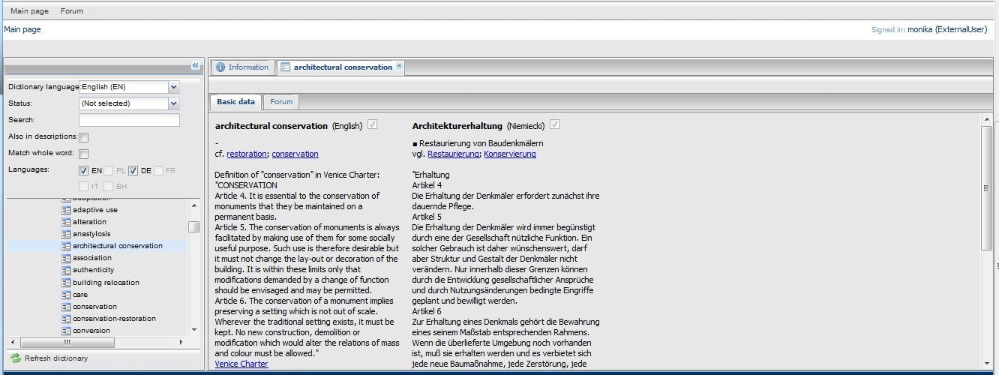 Main page Forum
Main page
Signed in: monika (ExternalUser)
Dictionary language: English (EN)
Status: (Not selected)
Search:
Also in descriptions:
Match whole word:
Languages: EN PL DE FR
IT BH
adaptation
adaptive use
alteration
anastylosis
architectural conservation
association
authenticity
building relocation
care
conservation
conservation-restoration
conversion
Refresh dictionary
Information architectural conservation
Basic data Forum
architectural conservation (English)
-
cf. restoration; conservation
Definition of "conservation" in Venice Charter:
"CONSERVATION
Article 4. It is essential to the conservation of
monuments that they be maintained on a
permanent basis.
Article 5. The conservation of monuments is always
facilitated by making use of them for some socially
useful purpose. Such use is therefore desirable but
it must not change the lay-out or decoration of the
building. It is within these limits only that
modifications demanded by a change of function
should be envisaged and may be permitted.
Article 6. The conservation of a monument implies
preserving a setting which is not out of scale.
Wherever the traditional setting exists, it must be
kept. No new construction, demolition or
modification which would alter the relations of mass
and colour must be allowed."
Venice Charter
Architekturerhaltung (Niemiecki)
■ Restaurierung von Baudenkmälern
vgl. Restaurierung; Konservierung
"Erhaltung
Artikel 4
Die Erhaltung der Denkmäler erfordert zunächst ihre
dauernde Pflege.
Artikel 5
Die Erhaltung der Denkmäler wird immer begünstigt
durch eine der Gesellschaft nützliche Funktion. Ein
solcher Gebrauch ist daher wünschenswert, darf
aber Struktur und Gestalt der Denkmäler nicht
verändern. Nur innerhalb dieser Grenzen können
durch die Entwicklung gesellschaftlicher Ansprüche
und durch Nutzungsänderungen bedingte Eingriffe
geplant und bewilligt werden.
Artikel 6
Zur Erhaltung eines Denkmals gehört die Bewahrung
eines seinem Maßstab entsprechenden Rahmens.
Wenn die überlieferte Umgebung noch vorhanden
ist, muß sie erhalten werden und es verbietet sich
jede neue Baumaßnahme, jede Zerstörung, jede